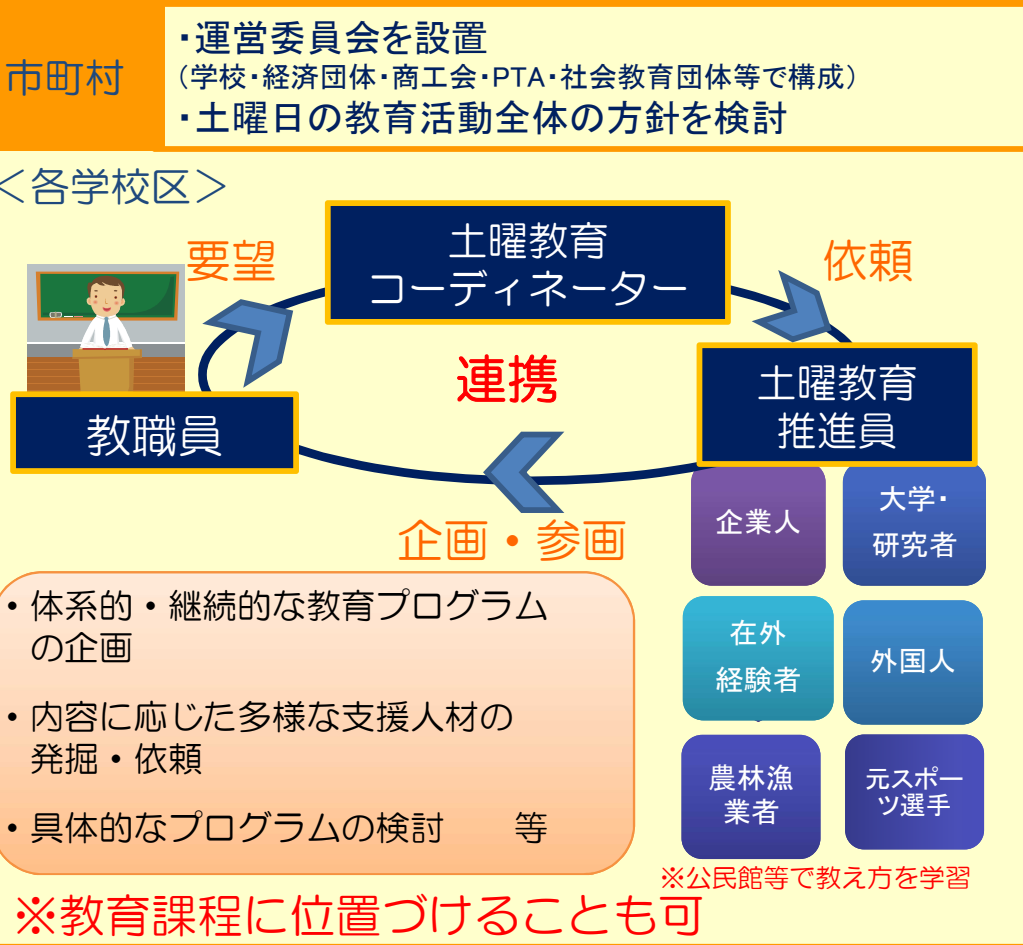 市町村
・運営委員会を設置
（学校・経済団体・商工会・PTA・社会教育団体等で構成）
・土曜日の教育活動全体の方針を検討
＜各学校区＞
要望
土曜教育
コーディネーター
依頼
連携
教職員
土曜教育
推進員
企画・参画
企業人
大学・
研究者
在外
経験者
外国人
農林漁
業者
元スポー
ツ選手
※公民館等で教え方を学習
・体系的・継続的な教育プログラム
の企画
・内容に応じた多様な支援人材の
発掘・依頼
・具体的なプログラムの検討　　等
※教育課程に位置づけることも可